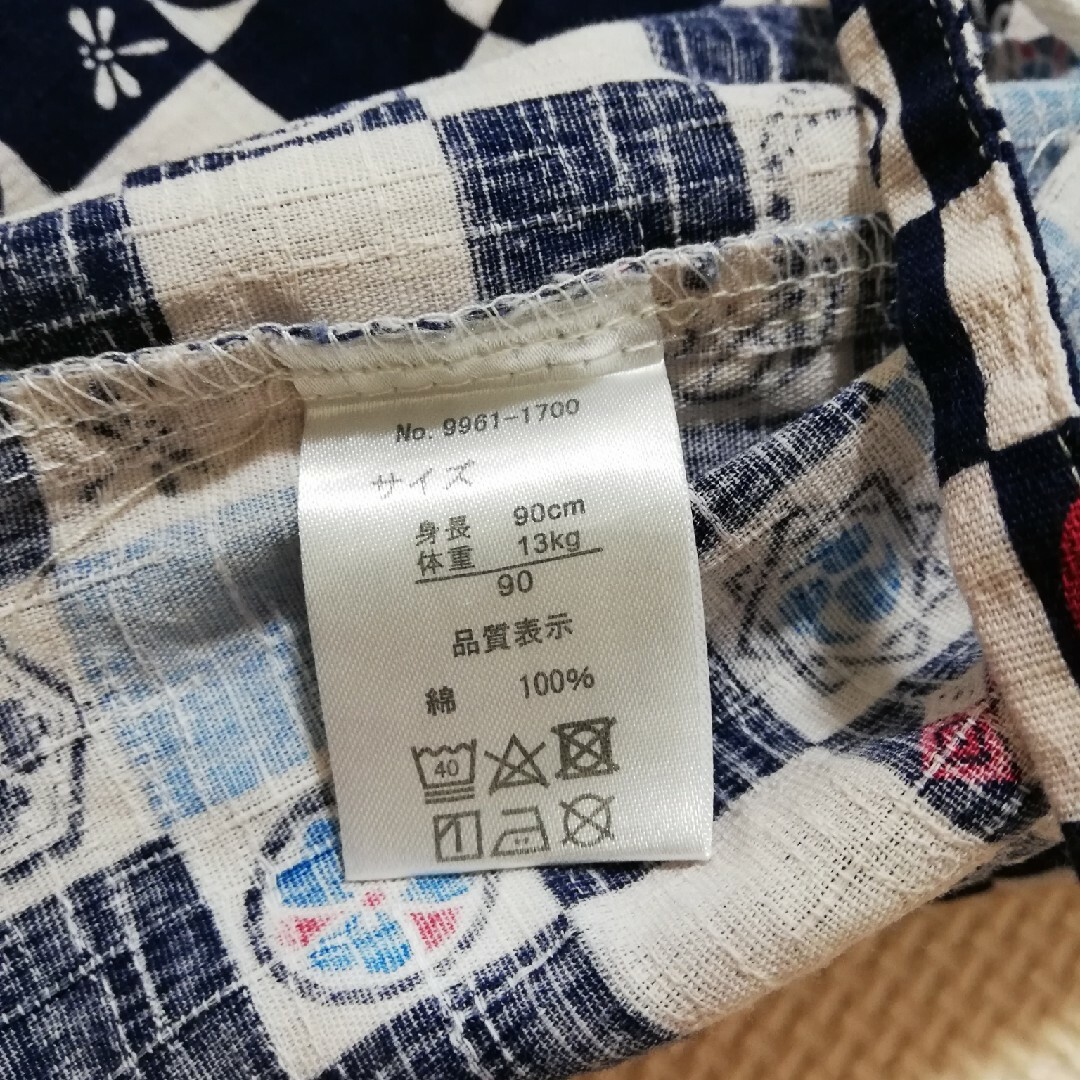 No. 9961-1700
サイズ
身長 90cm
体重 13kg
90
品質表示
綿 100%
40